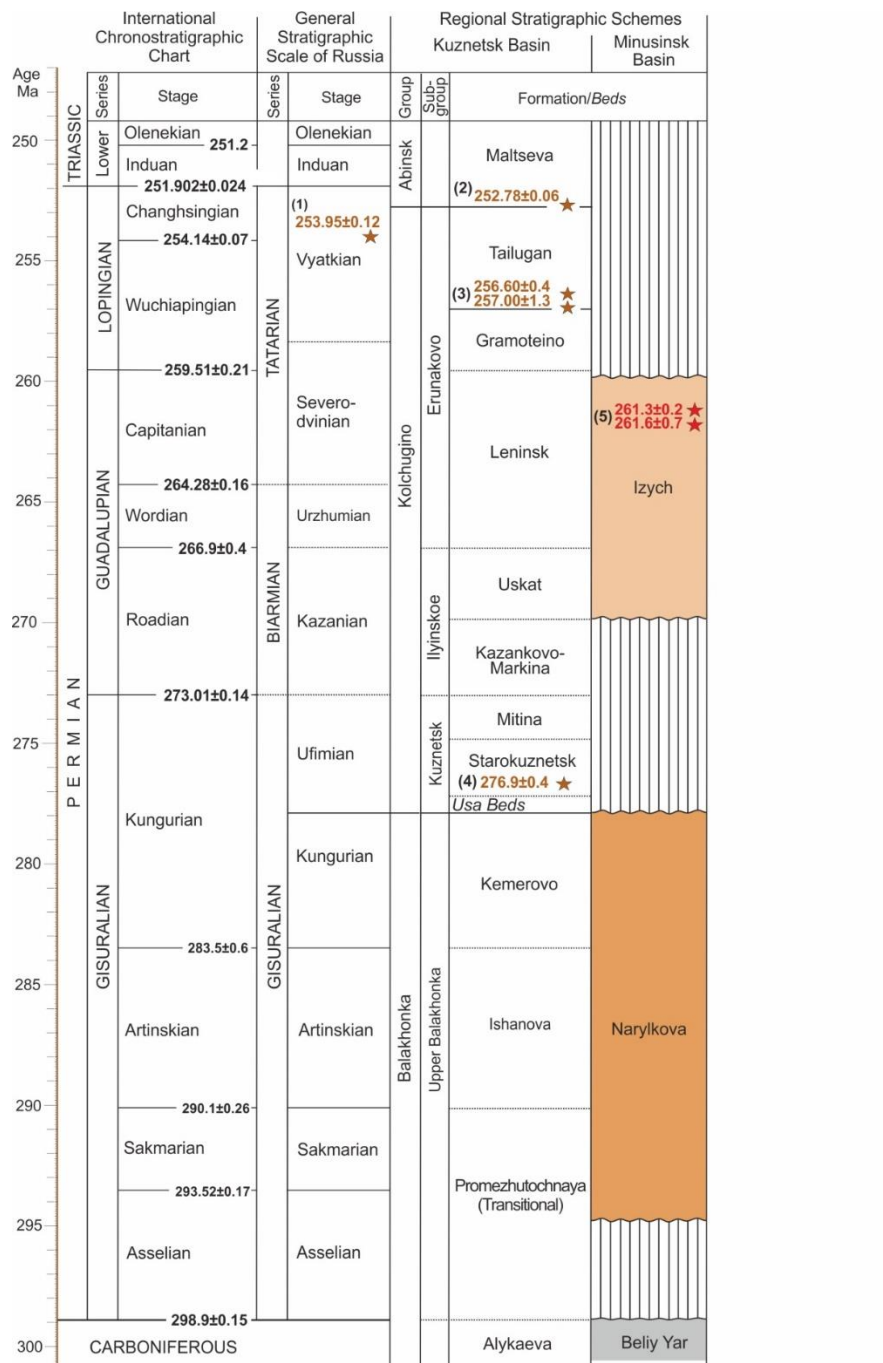 International
Chronostratigraphic
Chart
General
Stratigraphic
Scale of Russia
Regional Stratigraphic Schemes
Kuznetsk Basin
Minusinsk
Basin
Age
Ma
Series
Stage
Series
Stage
Group
Sub-
group
Formation/Beds
250
255
260
265
270
275
280
285
290
295
300
TRIASSIC
PERMIAN
Lower
LOPINGIAN
GUADALUPIAN
GISURALIAN
Olenekian
251.2
Induan
251.902±0.024
Changhsingian
254.14±0.07
Wuchiapingian
259.51±0.21
Capitanian
264.28±0.16
Wordian
266.9±0.4
Roadian
273.01±0.14
Kungurian
283.5±0.6
Artinskian
290.1±0.26
Sakmarian
293.52±0.17
Asselian
298.9±0.15
CARBONIFEROUS
TATARIAN
BIARMIAN
GISURALIAN
Olenekian
Induan
(1)
253.95±0.12
Vyatkian
Severo-
dvinian
Urzhumian
Kazanian
Ufimian
Kungurian
Artinskian
Sakmarian
Asselian
Abinsk
Kolchugino
Balakhonka
Erunakovo
Ilyinskoe
Kuznetsk
Upper Balakhonka
Maltseva
(2) 252.78±0.06
Tailugan
(3) 256.60±0.4
257.00±1.3
Gramoteino
Leninsk
Uskat
Kazankovo-
Markina
Mitina
Starokuznetsk
(4) 276.9±0.4
Usa Beds
Kemerovo
Ishanova
Promezhutochnaya
(Transitional)
Alykaeva
(5) 261.3±0.2
261.6±0.7
Izych
Narylkova
Beliy Yar